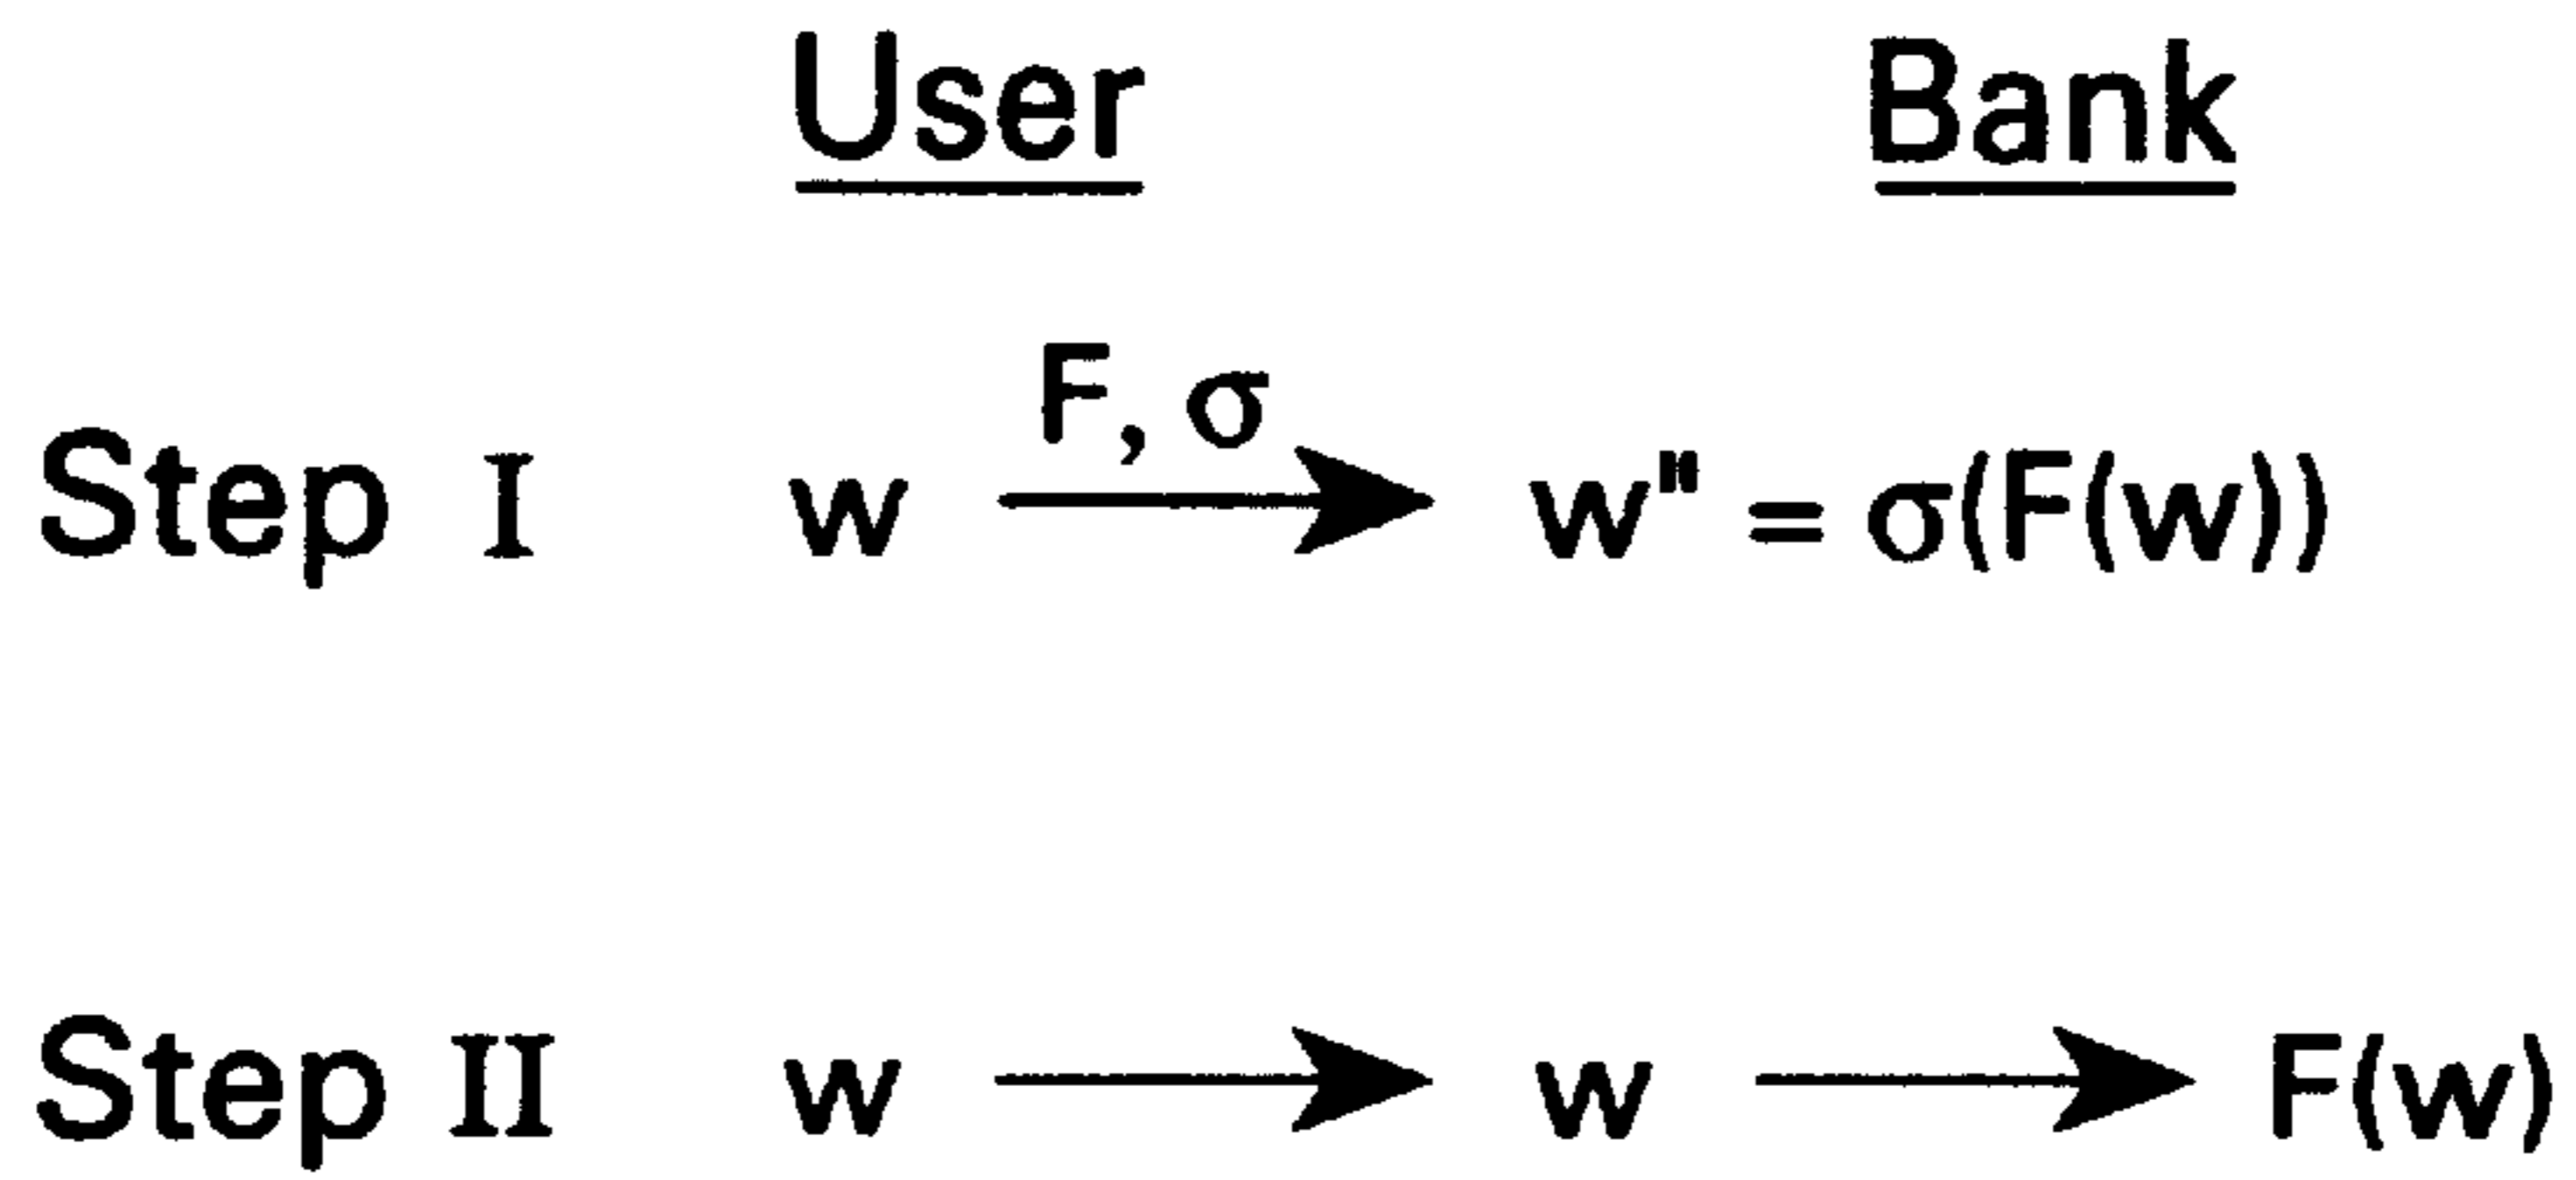 User Bank
F, σ
Step I w w" = σ(F(w))
Step II w w F(w)